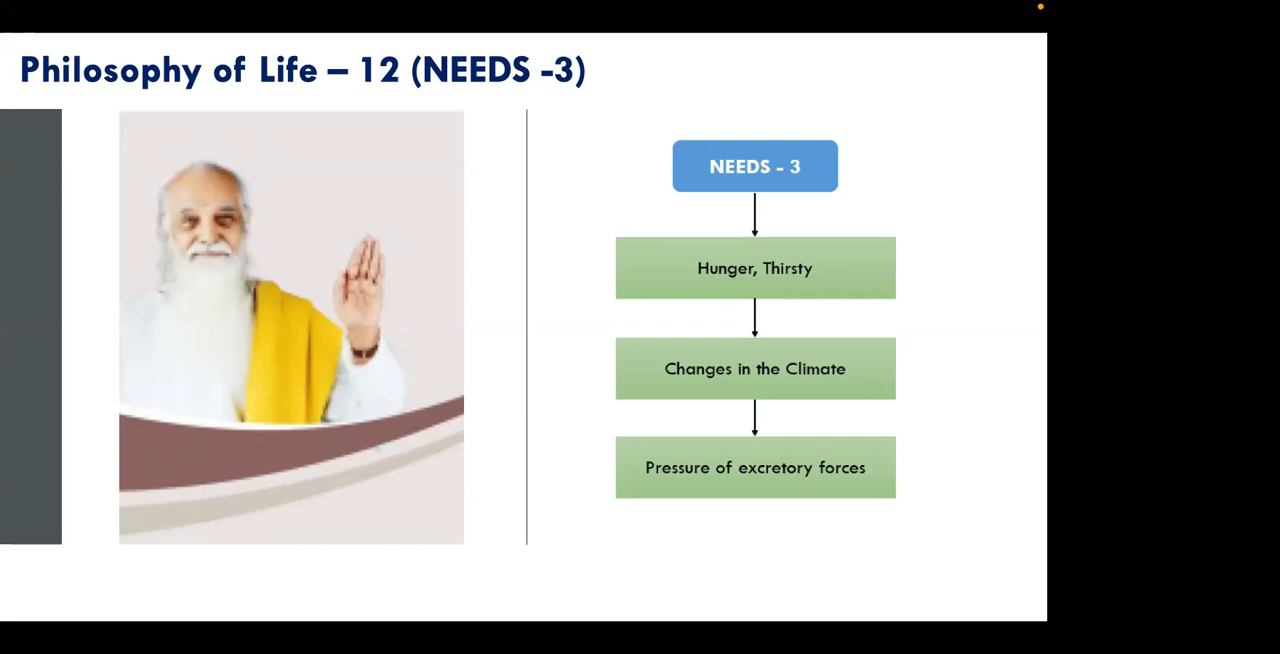 Philosophy of Life – 12 (NEEDS -3)
NEEDS - 3
Hunger, Thirsty
Changes in the Climate
Pressure of excretory forces